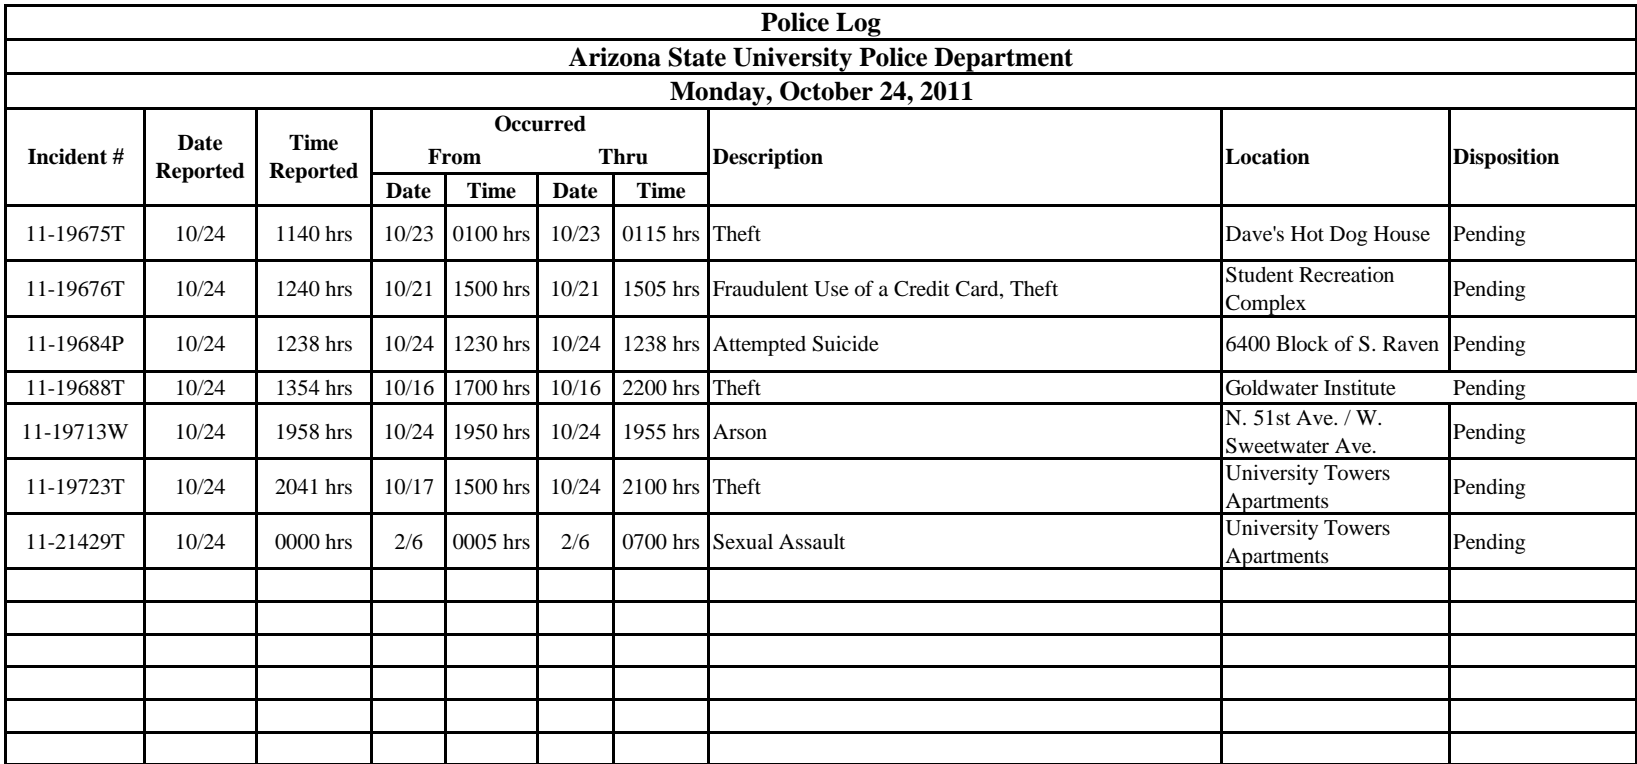 Police Log
Arizona State University Police Department
Monday, October 24, 2011
Incident # Date Reported Time Reported Occurred Description Location Disposition
From Thru
Date Time Date Time
11-19675T 10/24 1140 hrs 10/23 0100 hrs 10/23 0115 hrs Theft Dave's Hot Dog House Pending
11-19676T 10/24 1240 hrs 10/21 1500 hrs 10/21 1505 hrs Fraudulent Use of a Credit Card, Theft Student Recreation Complex Pending
11-19684P 10/24 1238 hrs 10/24 1230 hrs 10/24 1238 hrs Attempted Suicide 6400 Block of S. Raven Pending
11-19688T 10/24 1354 hrs 10/16 1700 hrs 10/16 2200 hrs Theft Goldwater Institute Pending
11-19713W 10/24 1958 hrs 10/24 1950 hrs 10/24 1955 hrs Arson N. 51st Ave. / W. Sweetwater Ave. Pending
11-19723T 10/24 2041 hrs 10/17 1500 hrs 10/24 2100 hrs Theft University Towers Apartments Pending
11-21429T 10/24 0000 hrs 2/6 0005 hrs 2/6 0700 hrs Sexual Assault University Towers Apartments Pending